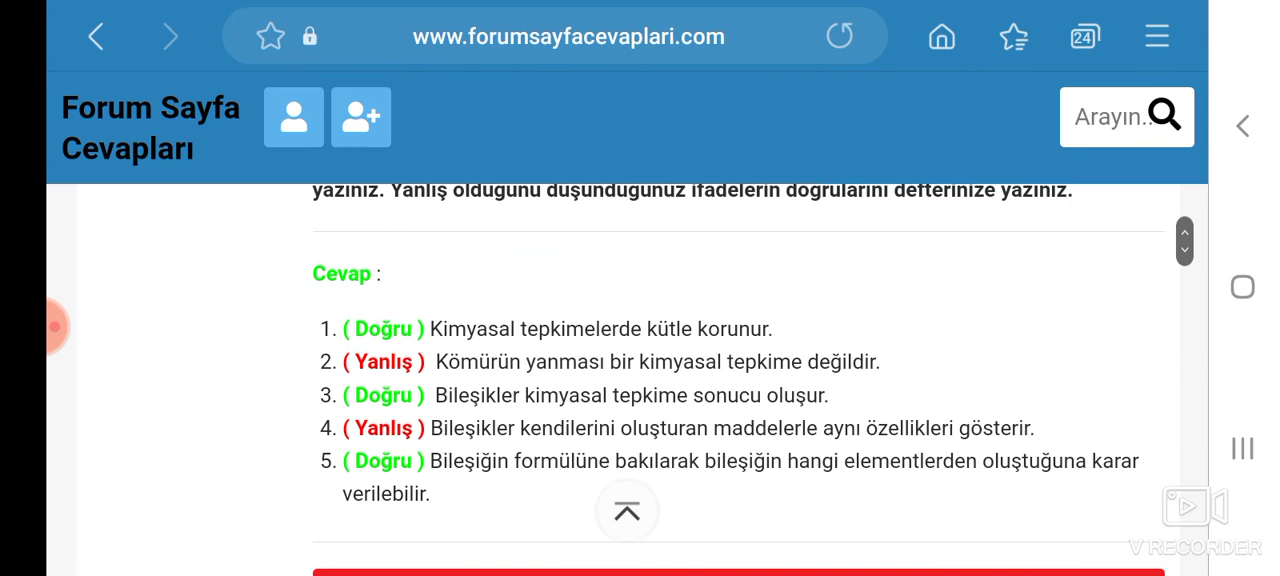 www.forumsayfacevaplari.com
24
Forum Sayfa
Cevapları
Arayın..
yazınız. Yanlış olduğunu düşündüğünüz ifadelerin doğrularını defterinize yazınız.
Cevap :
1. ( Doğru ) Kimyasal tepkimelerde kütle korunur.
2. ( Yanlış ) Kömürün yanması bir kimyasal tepkime değildir.
3. ( Doğru ) Bileşikler kimyasal tepkime sonucu oluşur.
4. ( Yanlış ) Bileşikler kendilerini oluşturan maddelerle aynı özellikleri gösterir.
5. ( Doğru ) Bileşiğin formülüne bakılarak bileşiğin hangi elementlerden oluştuğuna karar
verilebilir.
V RECORDER